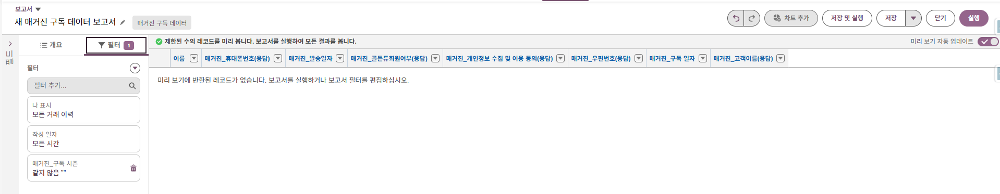 보고서
새 매거진 구독 데이터 보고서 매거진 구독 데이터
차트 추가 저장 및 실행 저장 닫기 실행
필드
개요 필터 1
제한된 수의 레코드를 미리 봅니다. 보고서를 실행하여 모든 결과를 봅니다.
미리 보기 자동 업데이트
필터
필터 추가...
나 표시
모든 거래 이력
작성 일자
모든 시간
매거진_구독 시즌
같지 않음 ""
이름 매거진_휴대폰번호(응답) 매거진_발송일자 매거진_골든듀회원여부(응답) 매거진_개인정보 수집 및 이용 동의(응답) 매거진_우편번호(응답) 매거진_구독 일자 매거진_고객이름(응답)
미리 보기에 반환된 레코드가 없습니다. 보고서를 실행하거나 보고서 필터를 편집하십시오.